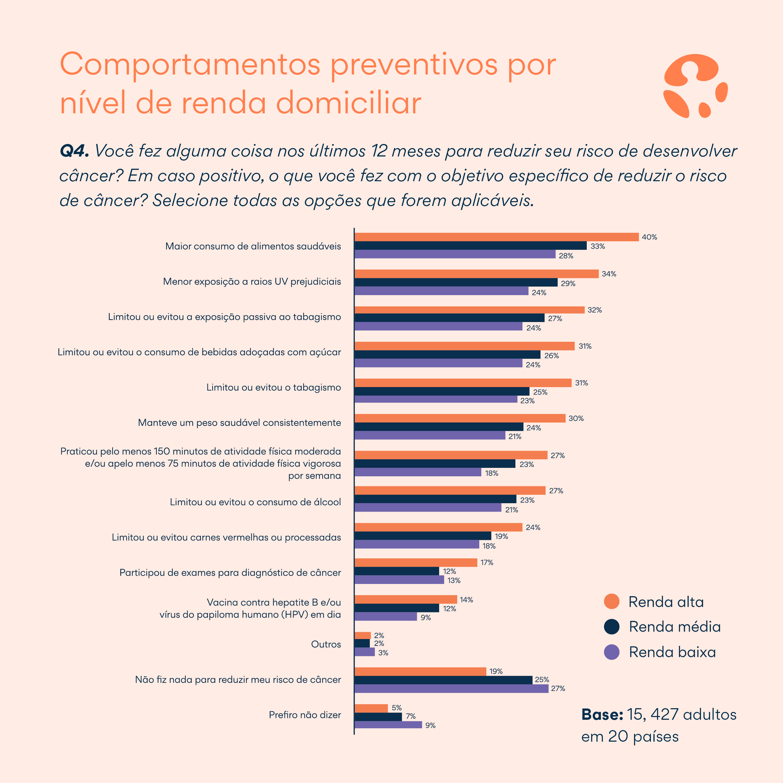 Comportamentos preventivos por
nível de renda domiciliar
Q4. Você fez alguma coisa nos últimos 12 meses para reduzir seu risco de desenvolver
câncer? Em caso positivo, o que você fez com o objetivo específico de reduzir o risco
de câncer? Selecione todas as opções que forem aplicáveis.
Maior consumo de alimentos saudáveis
40%
33%
28%
Menor exposição a raios UV prejudiciais
34%
29%
24%
Limitou ou evitou a exposição passiva ao tabagismo
32%
27%
24%
Limitou ou evitou o consumo de bebidas adoçadas com açúcar
31%
26%
24%
Limitou ou evitou o tabagismo
31%
25%
23%
Manteve um peso saudável consistentemente
30%
24%
21%
Praticou pelo menos 150 minutos de atividade física moderada
e/ou apelo menos 75 minutos de atividade física vigorosa
por semana
27%
23%
18%
Limitou ou evitou o consumo de álcool
27%
23%
21%
Limitou ou evitou carnes vermelhas ou processadas
24%
19%
18%
Participou de exames para diagnóstico de câncer
17%
12%
13%
Vacina contra hepatite B e/ou
vírus do papiloma humano (HPV) em dia
14%
12%
9%
Outros
2%
2%
3%
Não fiz nada para reduzir meu risco de câncer
19%
25%
27%
Prefiro não dizer
5%
7%
9%
Renda alta
Renda média
Renda baixa
Base: 15, 427 adultos
em 20 países